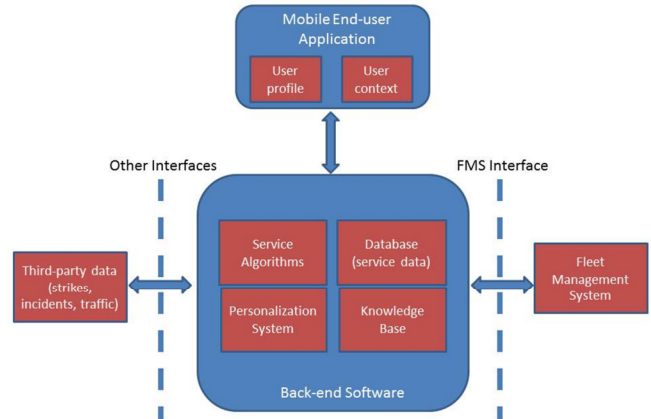 Mobile End-user
Application
User
profile
User
context
Other Interfaces
FMS Interface
Service
Algorithms
Database
(service data)
Third-party data
(strikes,
incidents, traffic)
Fleet
Management
System
Personalization
System
Knowledge
Base
Back-end Software